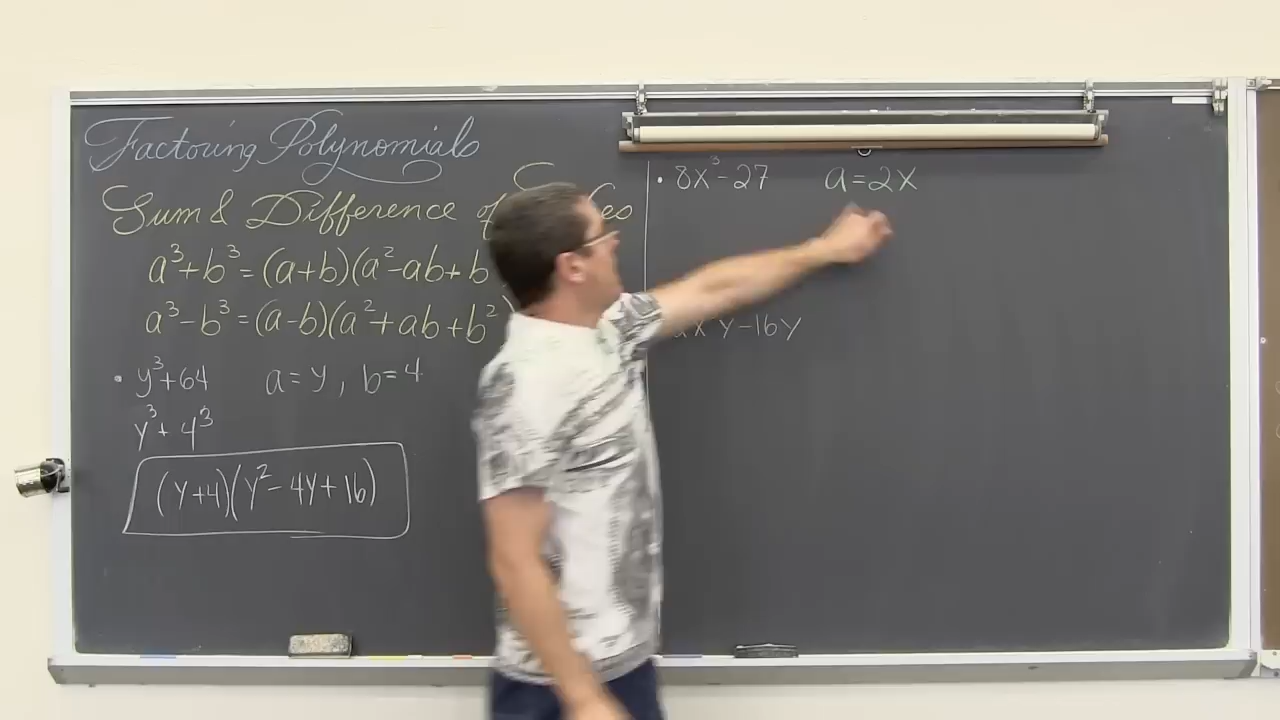 Factoring Polynomials
Sum & Difference of
a³+b³=(a+b)(a²-ab+b
a³-b³=(a-b)(a²+ab+b²)
• y³+64 a=y, b=4
y³+4³
(y+4)(y²-4y+16)
• 8x³-27 a=2x
y-16y